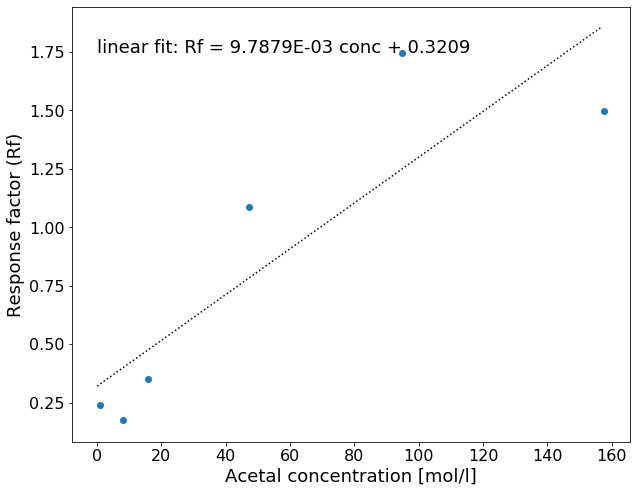 linear fit: Rf = 9.7879E-03 conc + 0.3209
1.75
1.50
1.25
1.00
0.75
0.50
0.25
Response factor (Rf)
0 20 40 60 80 100 120 140 160
Acetal concentration [mol/l]